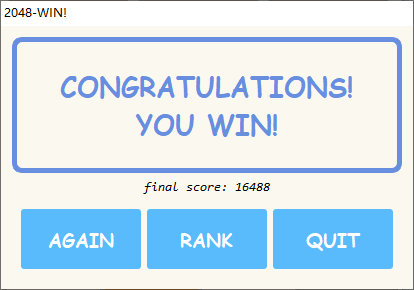 2048-WIN!
CONGRATULATIONS!
YOU WIN!
final score: 16488
AGAIN RANK QUIT